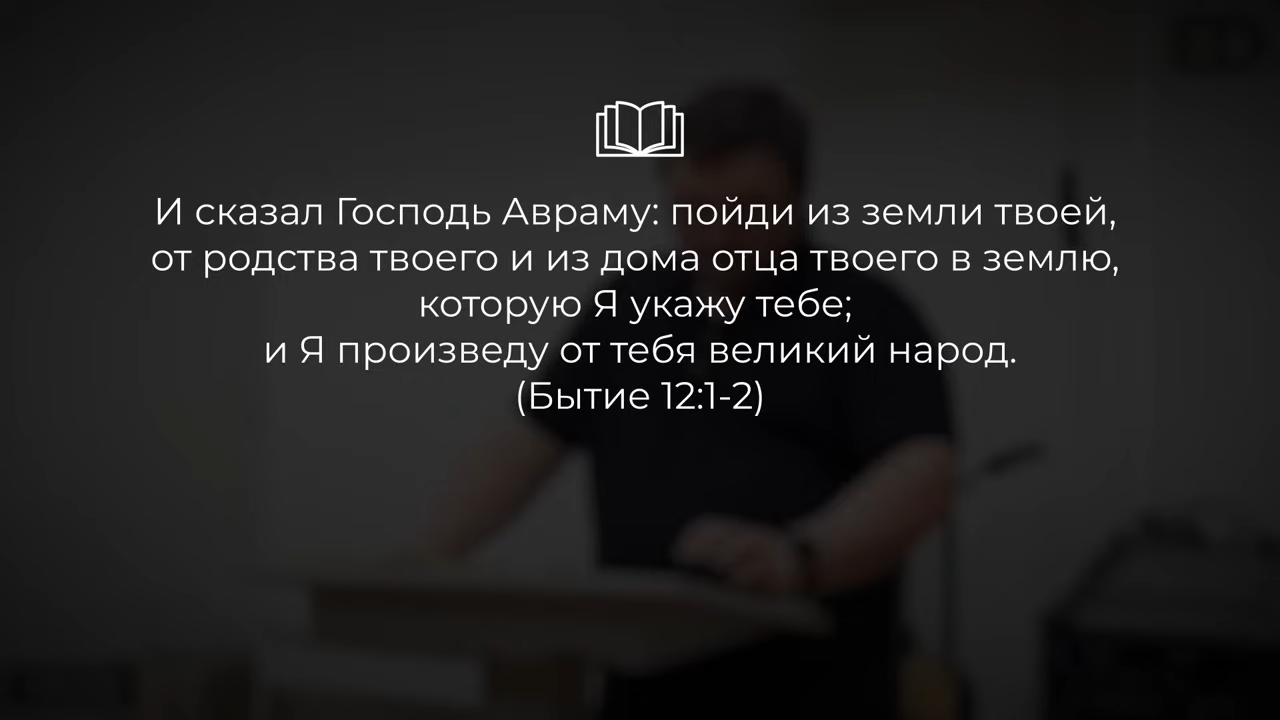 И сказал Господь Авраму: пойди из земли твоей,
от родства твоего и из дома отца твоего в землю,
которую Я укажу тебе;
и Я произведу от тебя великий народ.
(Бытие 12:1-2)